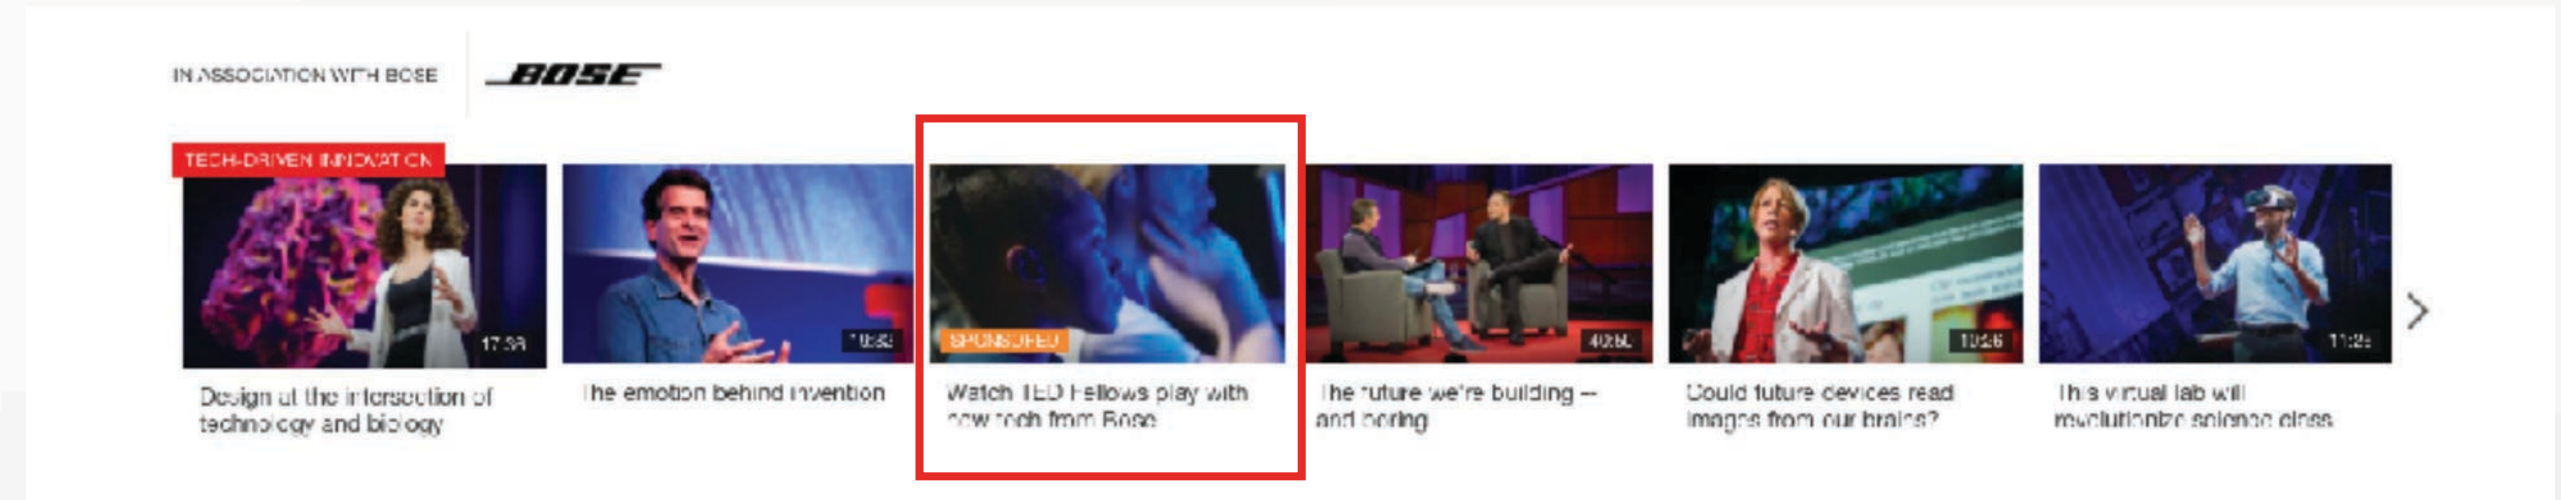 IN ASSOCIATION WITH BOSE
BOSE
TECH-DRIVEN INNOVATION
17:38
SPONSORED
40:50
10:26
Design at the intersection of
technology and biology
The emotion behind invention
Watch TED Fellows play with
new tech from Bose
The future we're building —
and boring
Could future devices read
images from our brains?
This virtual lab will
revolutionize science class